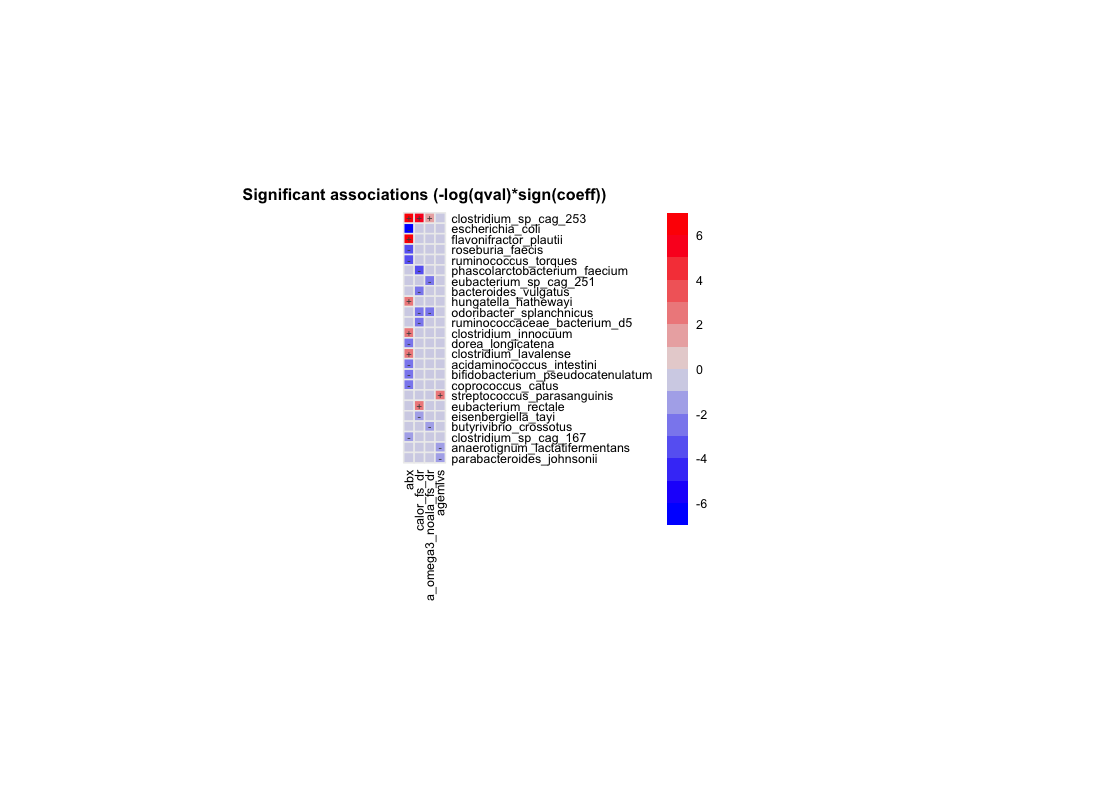 Significant associations (-log(qval)*sign(coeff))
clostridium_sp_cag_253
escherichia_coli
flavonifractor_plautii
roseburia_faecis
ruminococcus_torques
phascolarctobacterium_faecium
eubacterium_sp_cag_251
bacteroides_vulgatus
hungatella_hathewayi
odoribacter_splanchnicus
ruminococcaceae_bacterium_d5
clostridium_innocuum
dorea_longicatena
clostridium_lavalense
acidaminococcus_intestini
bifidobacterium_pseudocatenulatum
coprococcus_catus
streptococcus_parasanguinis
eubacterium_rectale
eisenbergiella_tayi
butyrivibrio_crossotus
clostridium_sp_cag_167
anaerotignum_lactatifermentans
parabacteroides_johnsonii
abx
calor_fs_dr
a_omega3_noala_fs_dr
agemlvs
6
4
2
0
-2
-4
-6